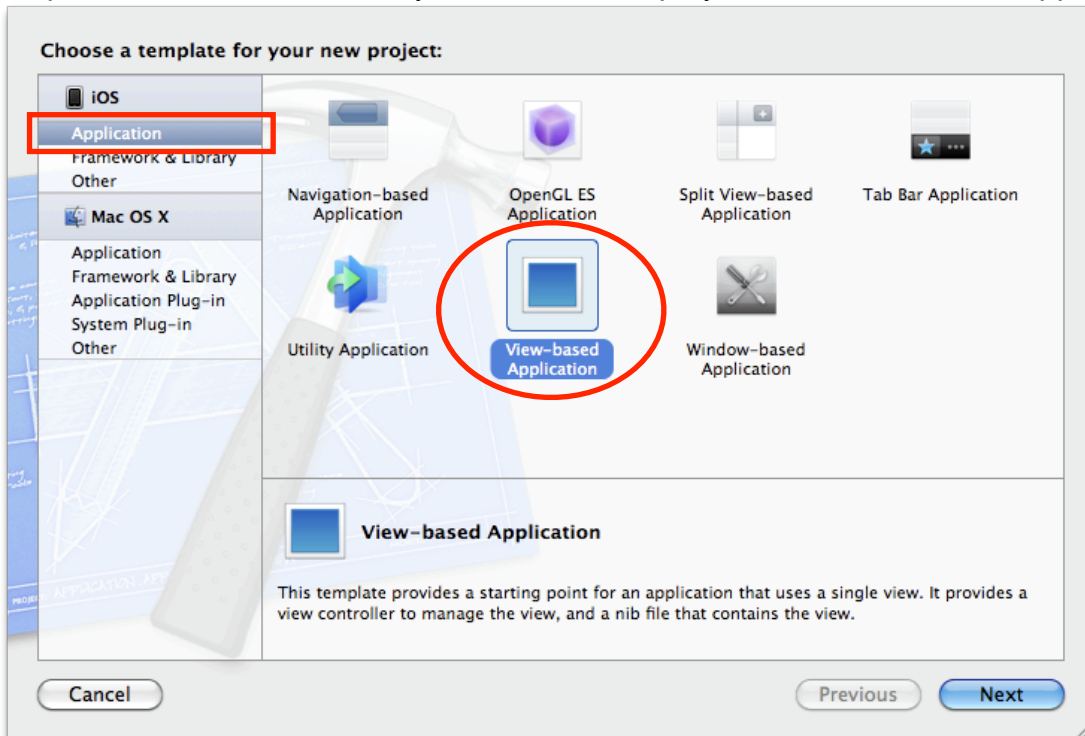 Choose a template for your new project:
iOS
Application
Framework & Library
Other
Mac OS X
Application
Framework & Library
Application Plug-in
System Plug-in
Other
Navigation-based
Application
OpenGL ES
Application
Split View-based
Application
Tab Bar Application
Utility Application
View-based
Application
Window-based
Application
View-based Application
This template provides a starting point for an application that uses a single view. It provides a
view controller to manage the view, and a nib file that contains the view.
Cancel
Previous
Next